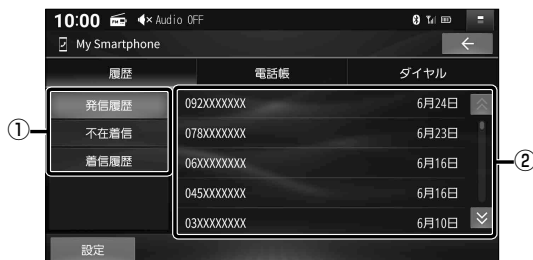 10:00 Audio OFF
My Smartphone
履歴 電話帳 ダイヤル
発信履歴 092XXXXXXX 6月24日
①
不在着信 078XXXXXXX 6月23日
着信履歴 06XXXXXXXX 6月16日
②
045XXXXXXX 6月16日
03XXXXXXXX 6月10日
設定